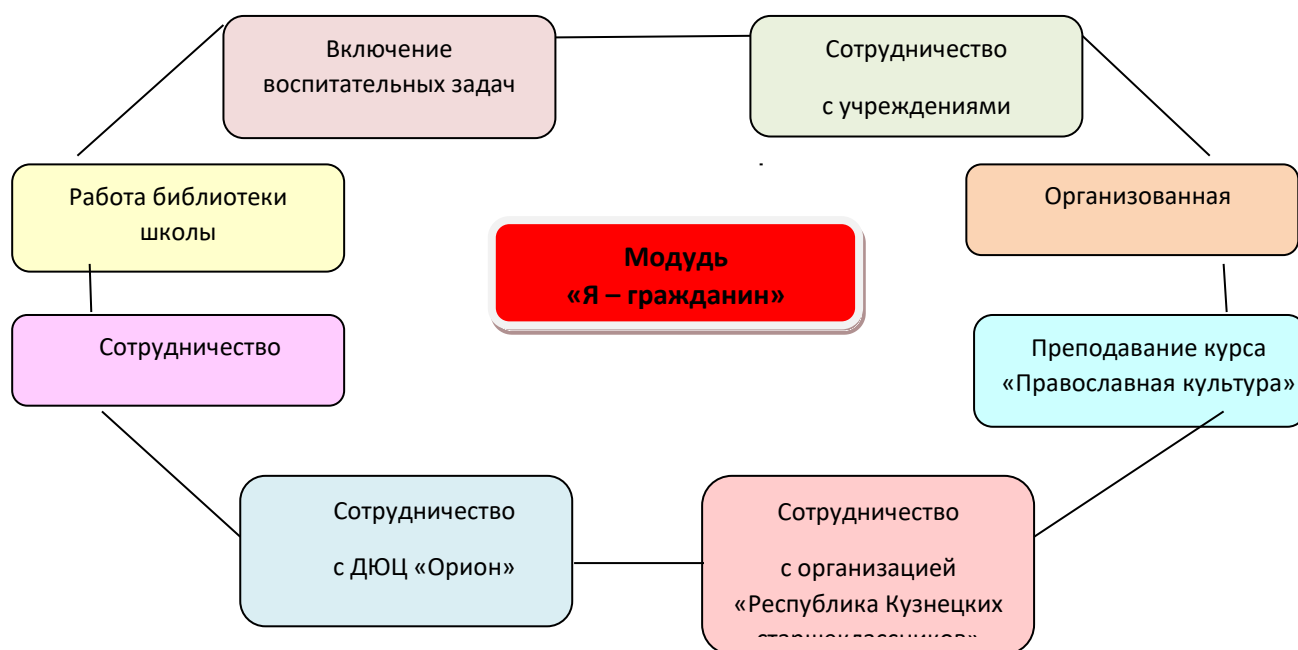 Включение
воспитательных задач
Сотрудничество
с учреждениями
Работа библиотеки
школы
Организованная
Модудь
«Я – гражданин»
Сотрудничество
Преподавание курса
«Православная культура»
Сотрудничество
с ДЮЦ «Орион»
Сотрудничество
с организацией
«Республика Кузнецких
старшеклассников»